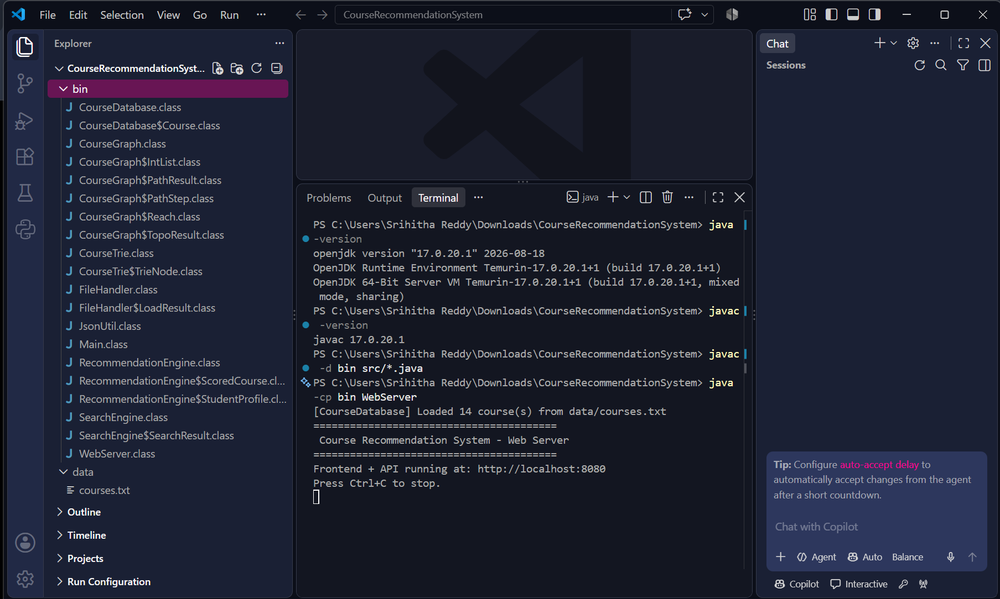 File Edit Selection View Go Run ···
CourseRecommendationSystem
Explorer
CourseRecommendationSyst...
bin
CourseDatabase.class
CourseDatabase$Course.class
CourseGraph.class
CourseGraph$IntList.class
CourseGraph$PathResult.class
CourseGraph$PathStep.class
CourseGraph$Reach.class
CourseGraph$TopoResult.class
CourseTrie.class
CourseTrie$TrieNode.class
FileHandler.class
FileHandler$LoadResult.class
JsonUtil.class
Main.class
RecommendationEngine.class
RecommendationEngine$ScoredCourse.cl...
RecommendationEngine$StudentProfile.cl...
SearchEngine.class
SearchEngine$SearchResult.class
WebServer.class
data
courses.txt
Outline
Timeline
Projects
Run Configuration
Problems Output Terminal ···
java
PS C:\Users\Srihitha Reddy\Downloads\CourseRecommendationSystem> java
-version
openjdk version "17.0.20.1" 2026-08-18
OpenJDK Runtime Environment Temurin-17.0.20.1+1 (build 17.0.20.1+1)
OpenJDK 64-Bit Server VM Temurin-17.0.20.1+1 (build 17.0.20.1+1, mixed
mode, sharing)
PS C:\Users\Srihitha Reddy\Downloads\CourseRecommendationSystem> javac
-version
javac 17.0.20.1
PS C:\Users\Srihitha Reddy\Downloads\CourseRecommendationSystem> javac
-d bin src/*.java
PS C:\Users\Srihitha Reddy\Downloads\CourseRecommendationSystem> java
-cp bin WebServer
[CourseDatabase] Loaded 14 course(s) from data/courses.txt
========================================
Course Recommendation System - Web Server
========================================
Frontend + API running at: http://localhost:8080
Press Ctrl+C to stop.
Chat
Sessions
Tip: Configure auto-accept delay to
automatically accept changes from the agent
after a short countdown.
Chat with Copilot
Agent Auto Balance
Copilot Interactive